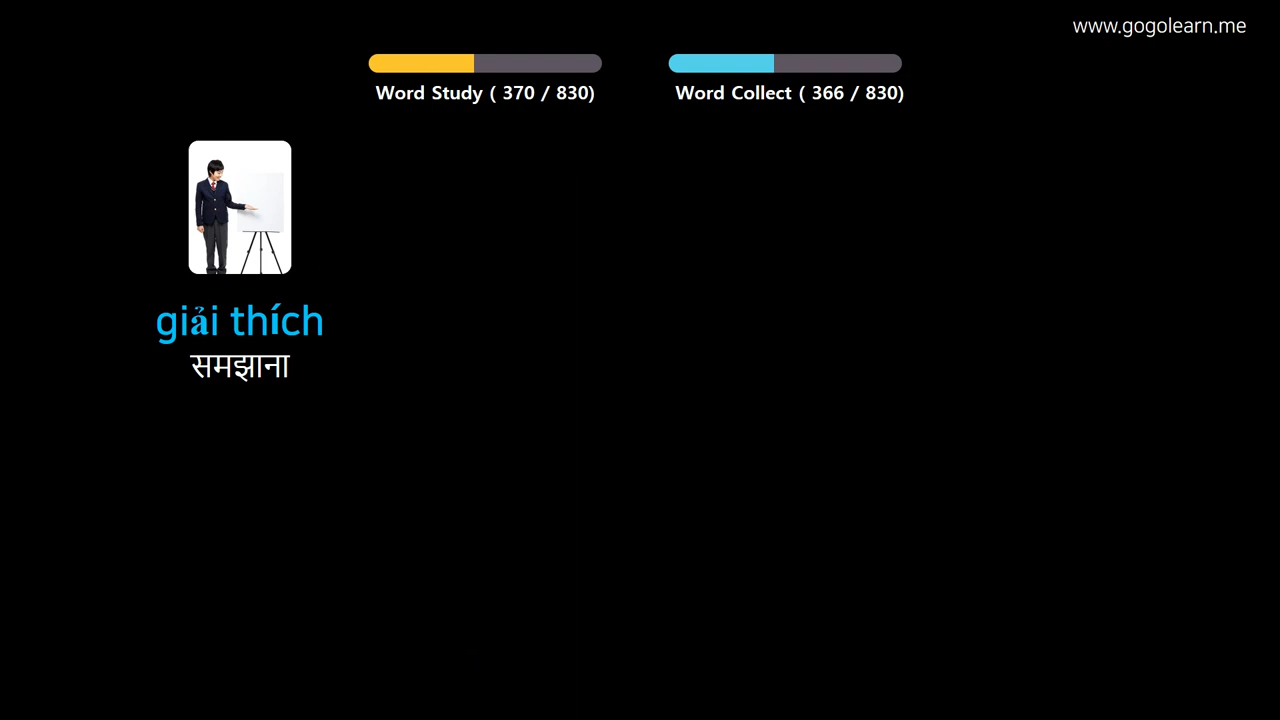 www.gogolearn.me
Word Study ( 370 / 830)
Word Collect ( 366 / 830)
giải thích
समझाना